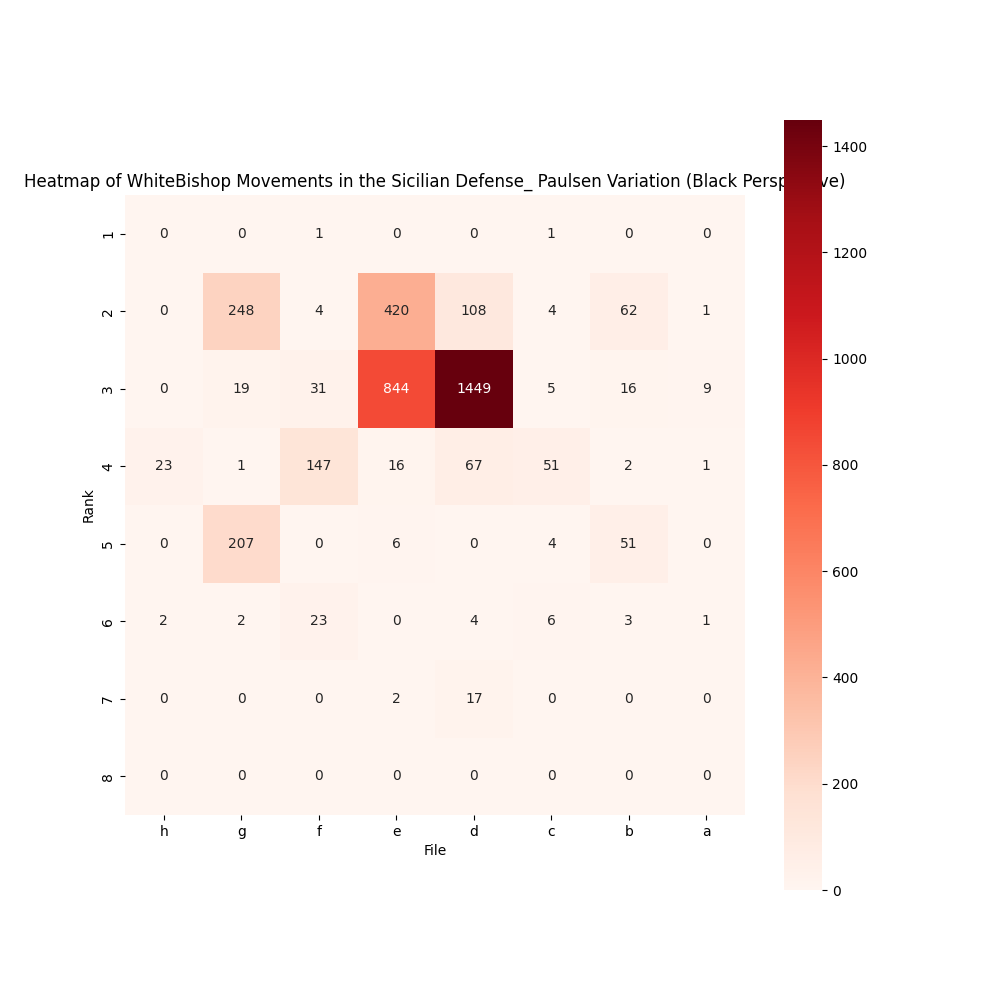 Heatmap of WhiteBishop Movements in the Sicilian Defense_ Paulsen Variation (Black Perspective)
1 0 0 1 0 0 1 0 0
2 0 248 4 420 108 4 62 1
3 0 19 31 844 1449 5 16 9
4 23 1 147 16 67 51 2 1
Rank
5 0 207 0 6 0 4 51 0
6 2 2 23 0 4 6 3 1
7 0 0 0 2 17 0 0 0
8 0 0 0 0 0 0 0 0
h g f e d c b a
File
1400
1200
1000
800
600
400
200
0